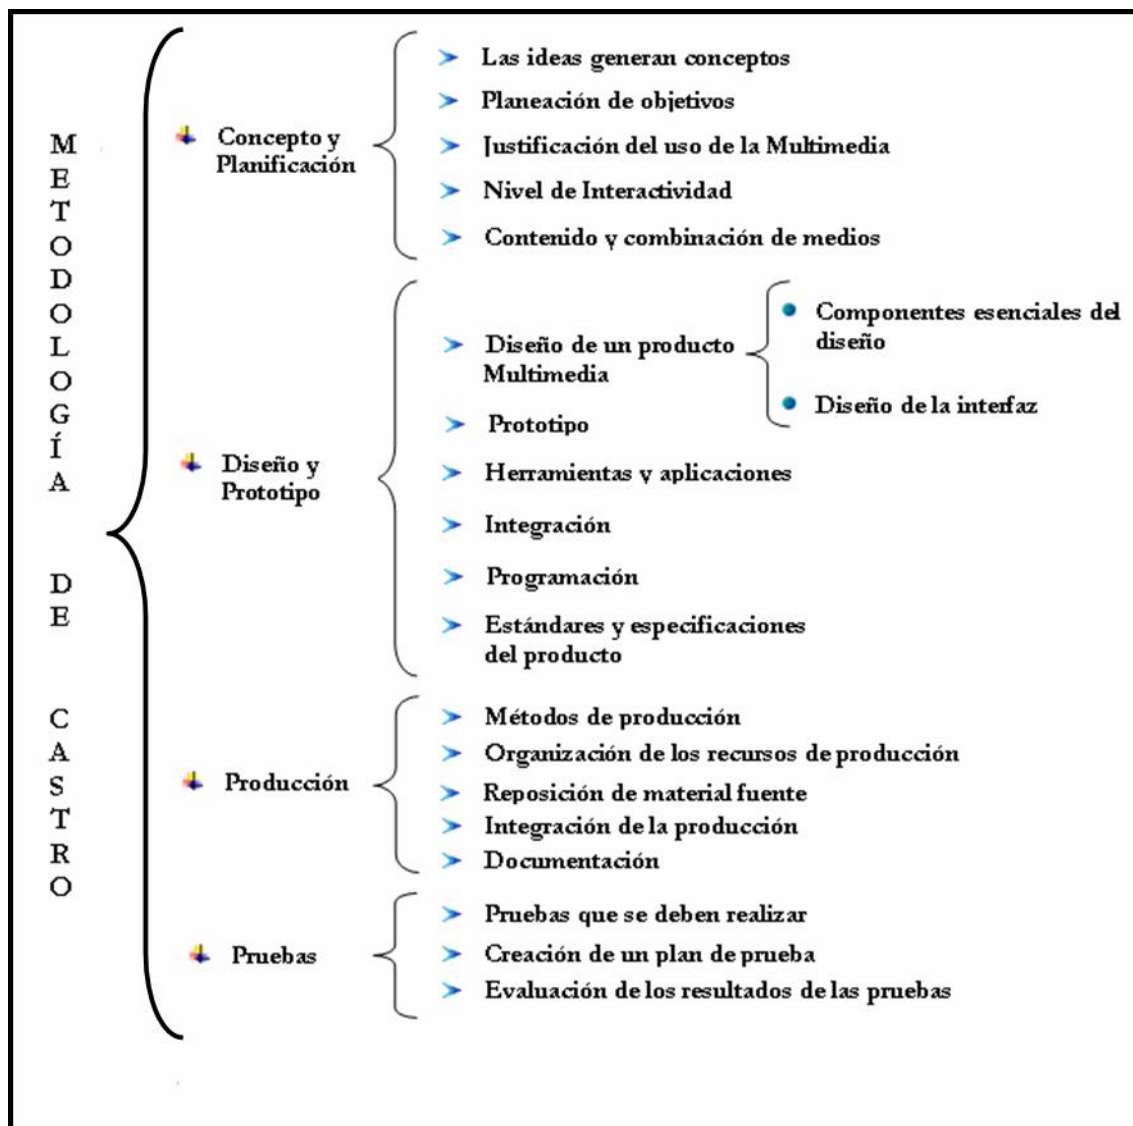 METODOLOGÍA DE CASTRO
Concepto y
Planificación
Las ideas generan conceptos
Planeación de objetivos
Justificación del uso de la Multimedia
Nivel de Interactividad
Contenido y combinación de medios
Diseño y
Prototipo
Diseño de un producto
Multimedia
Componentes esenciales del
diseño
Diseño de la interfaz
Prototipo
Herramientas y aplicaciones
Integración
Programación
Estándares y especificaciones
del producto
Producción
Métodos de producción
Organización de los recursos de producción
Reposición de material fuente
Integración de la producción
Documentación
Pruebas
Pruebas que se deben realizar
Creación de un plan de prueba
Evaluación de los resultados de las pruebas